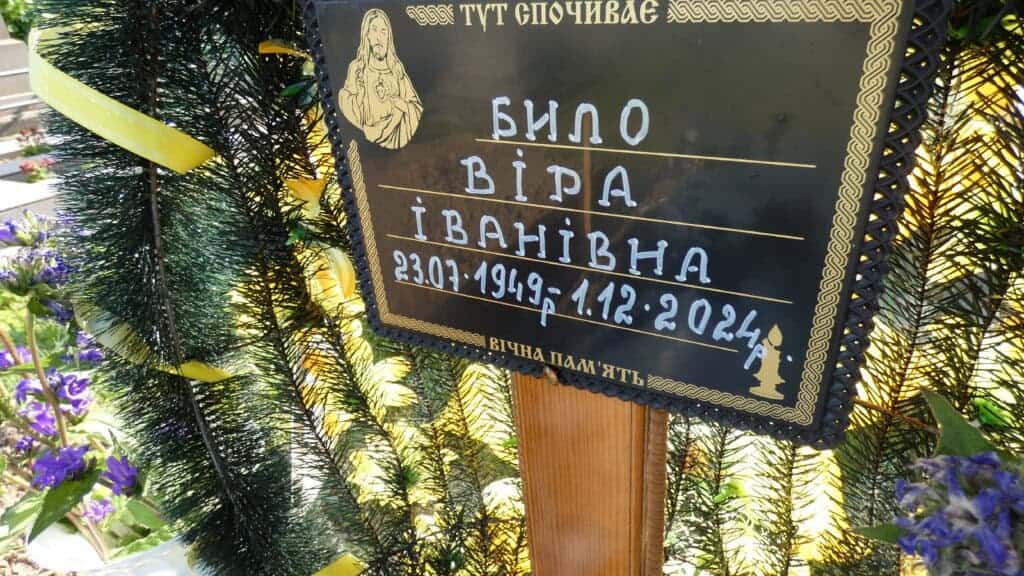 ТУТ СПОЧИВАЄ
БИЛО
ВІРА
ІВАНІВНА
23.07.1949р-1.12.2024р.
ВІЧНА ПАМ'ЯТЬ